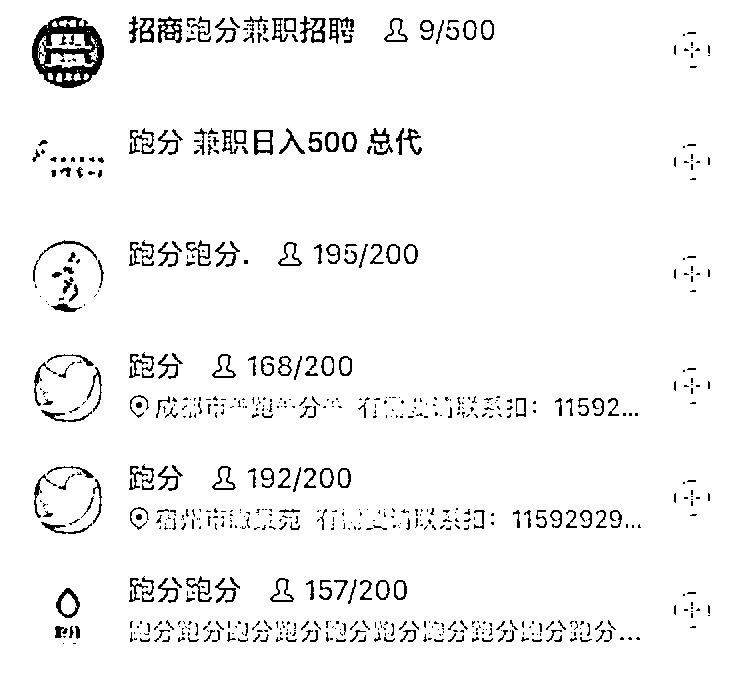 招商跑分兼职招聘 9/500
跑分 兼职日入500 总代
跑分跑分. 195/200
跑分 168/200
成都市 跑 分 有需要请联系扣：11592...
跑分 192/200
宿州市 景苑 有需要请联系扣：11592929...
跑分跑分 157/200
跑分跑分跑分跑分跑分跑分跑分跑分跑分跑分...